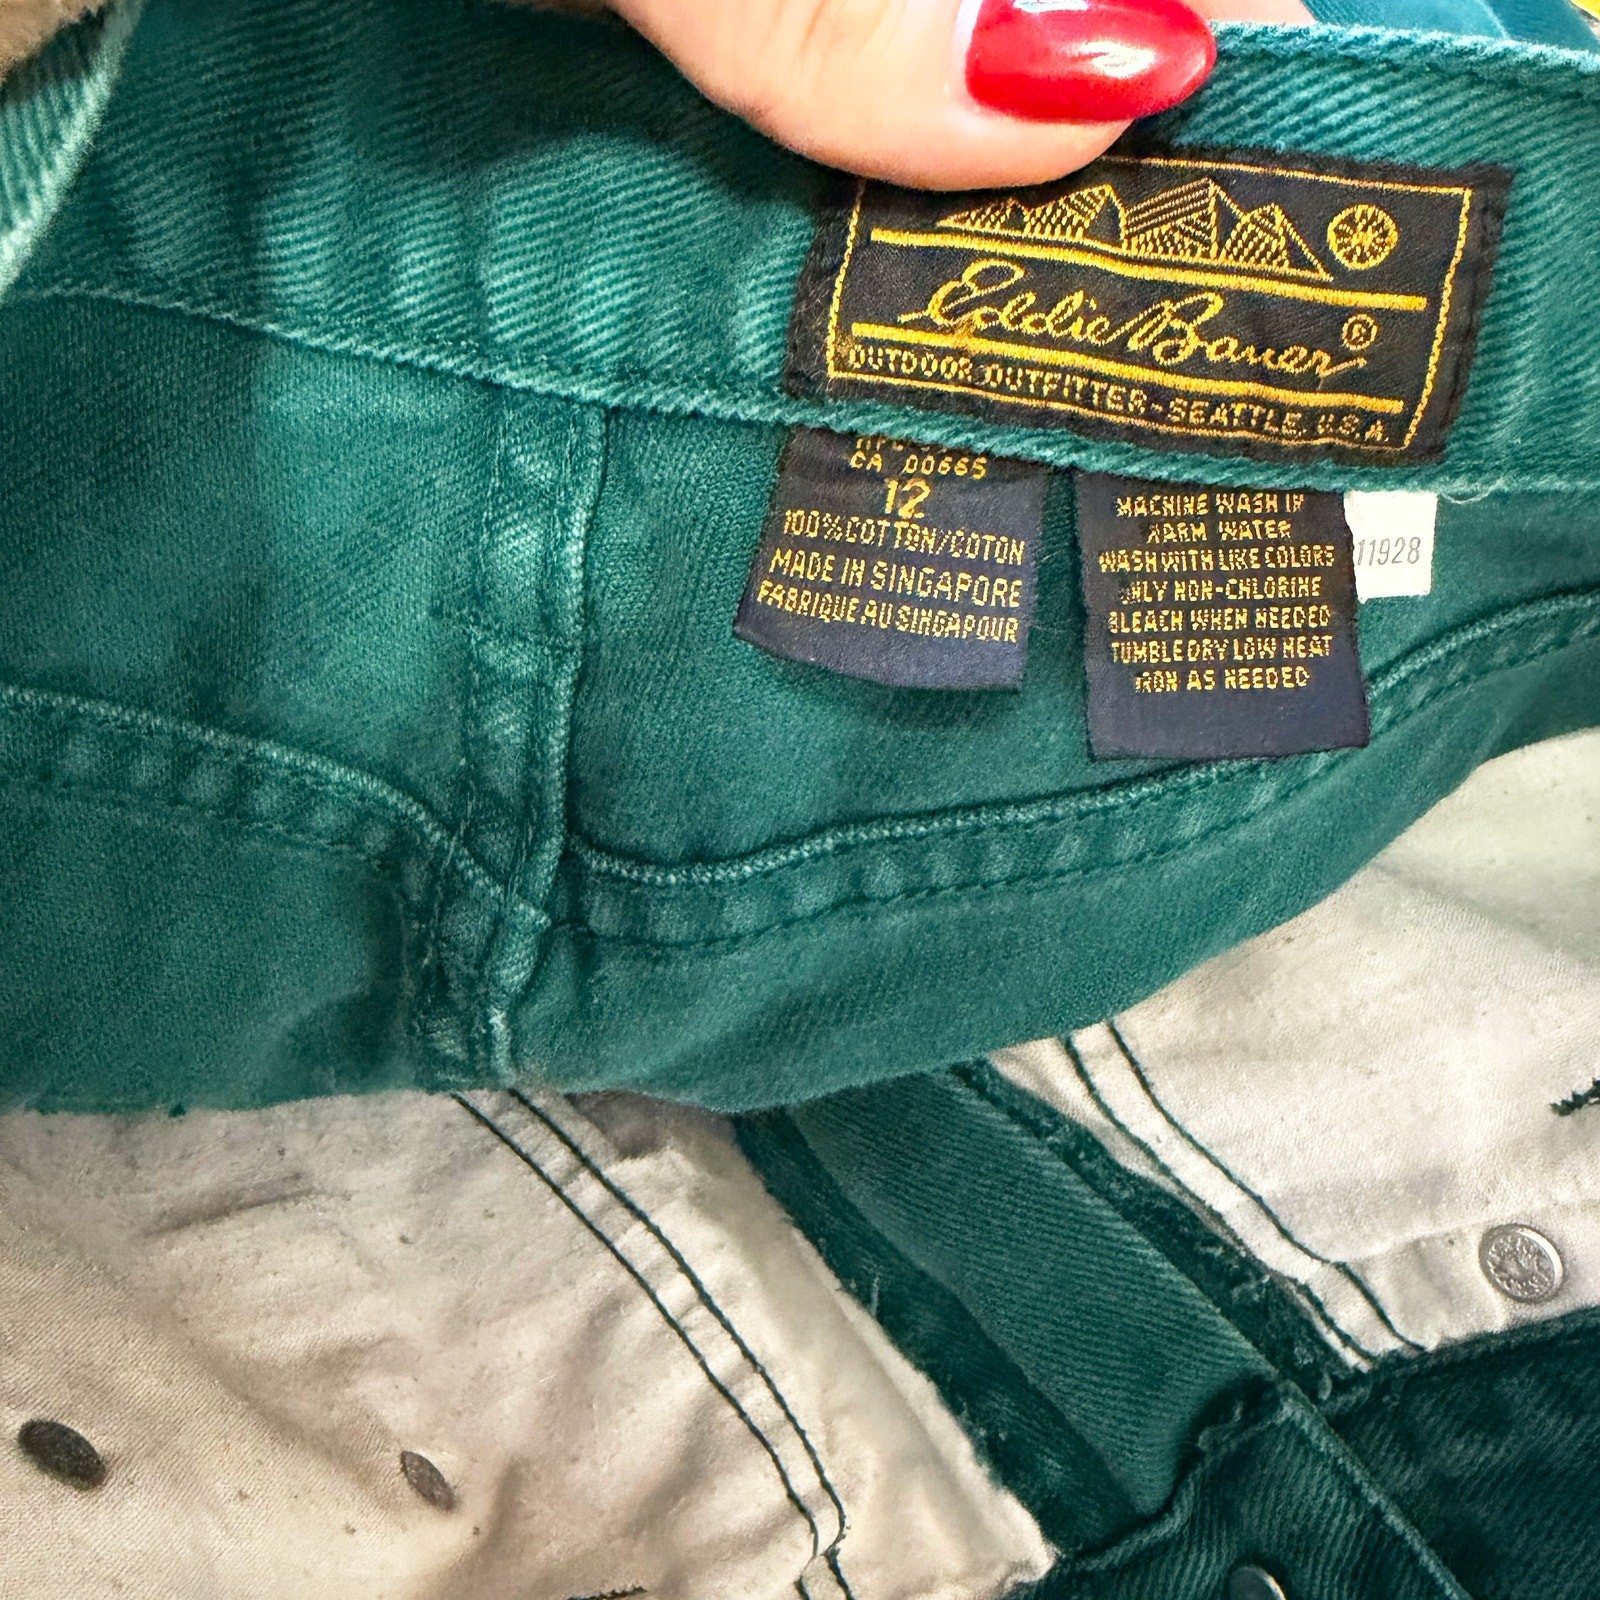 Eddie Bauer®
OUTDOOR OUTFITTER-SEATTLE, U.S.A.
CA 00665
12
100%COTTON/COTON
MADE IN SINGAPORE
FABRIQUE AU SINGAPOUR
MACHINE WASH IN
WARM WATER
WASH WITH LIKE COLORS
ONLY NON-CHLORINE
BLEACH WHEN NEEDED
TUMBLE DRY LOW HEAT
IRON AS NEEDED
11928